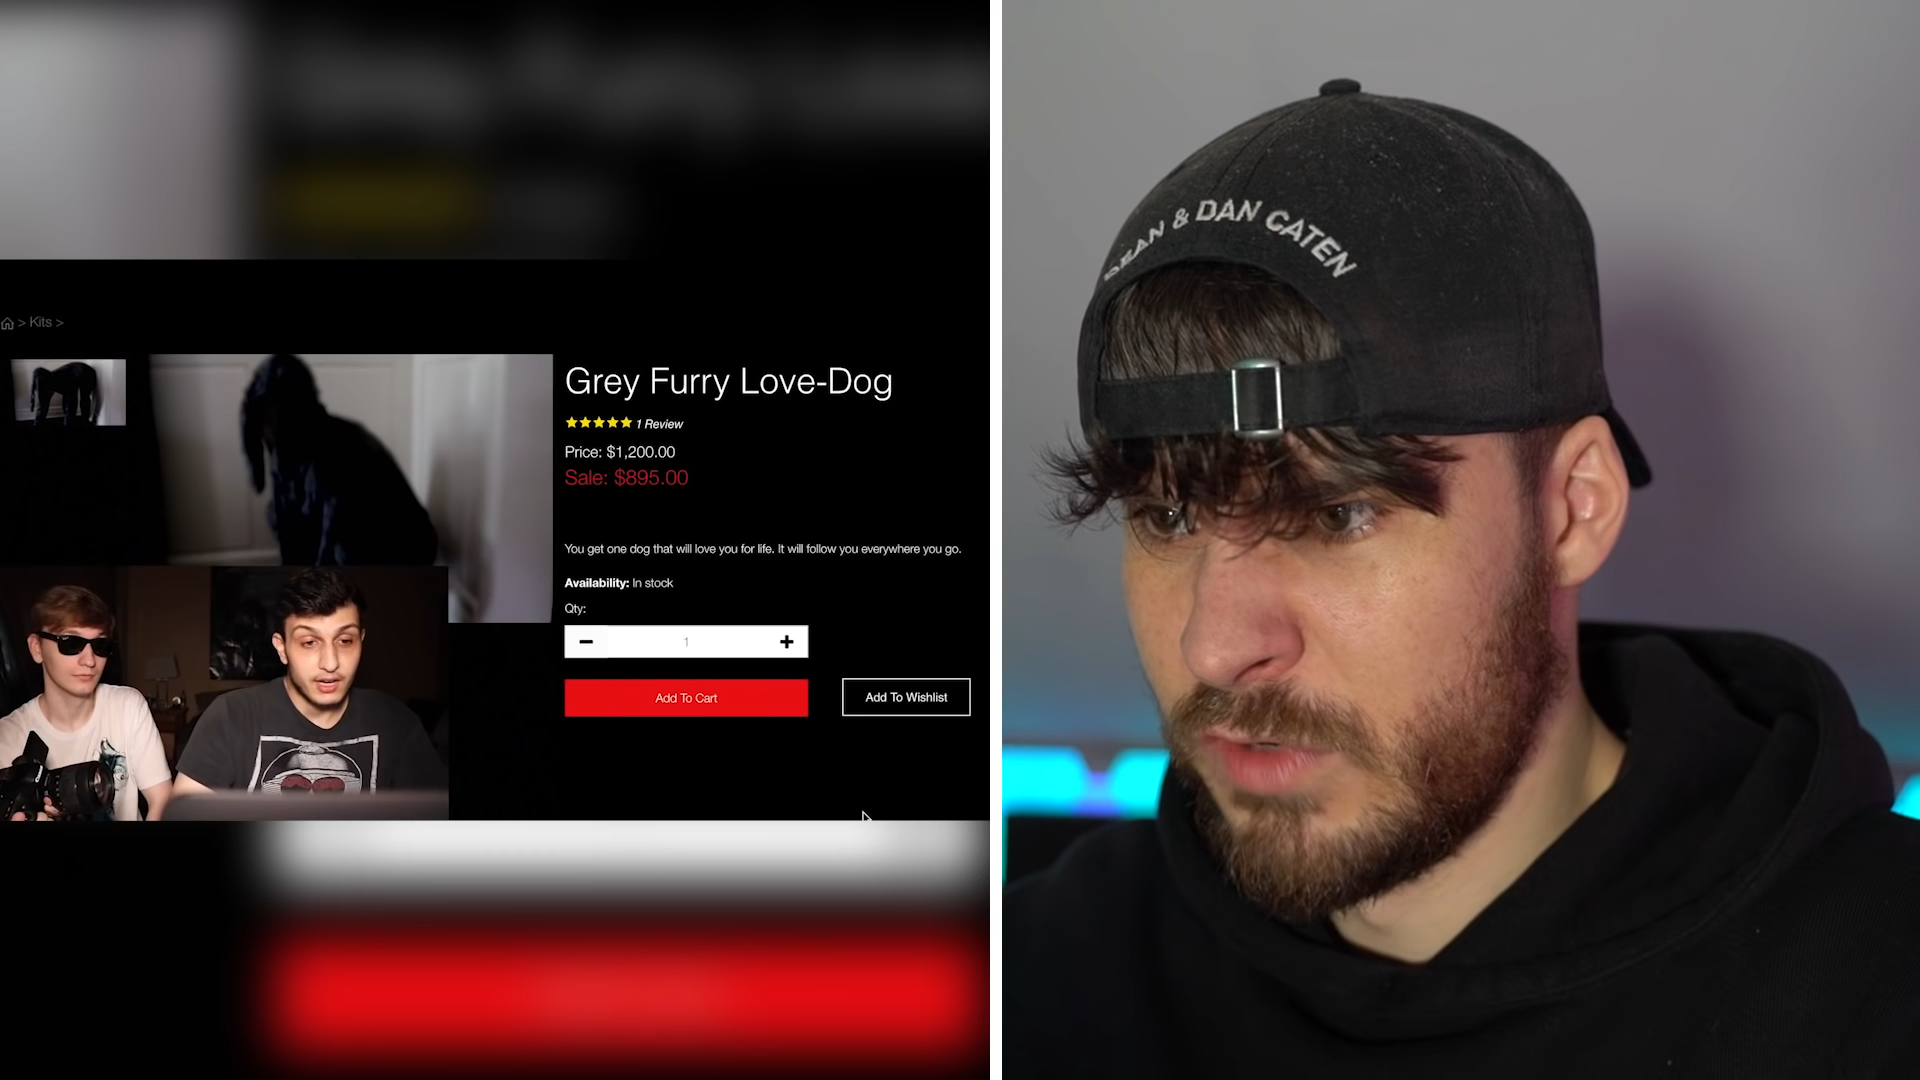 > Kits >
Grey Furry Love-Dog
1 Review
Price: $1,200.00
Sale: $895.00
You get one dog that will love you for life. It will follow you everywhere you go.
Availability: In stock
Qty:
1
Add To Cart
Add To Wishlist
DEAN & DAN CATEN